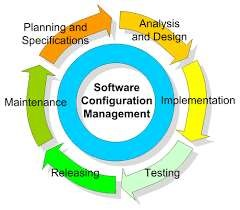 Planning and
Specifications
Analysis
and Design
Software
Configuration
Management
Maintenance
Implementation
Releasing
Testing